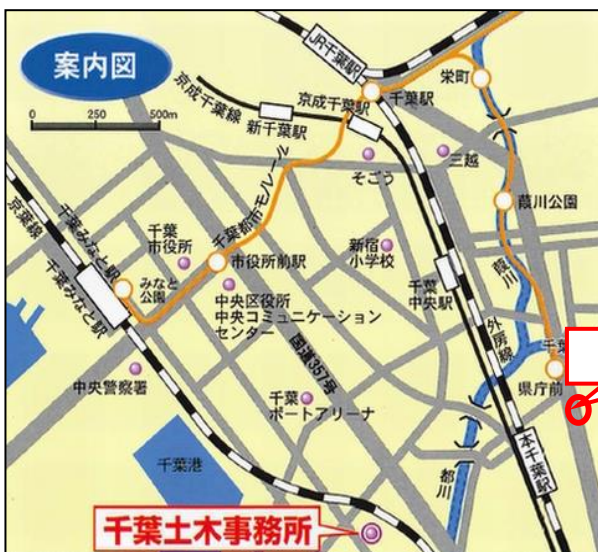 案内図
0 250 500m
JR千葉駅
京成千葉駅
千葉駅
栄町
京成千葉線
新千葉駅
そごう
三越
千葉都市モノレール
葭川公園
京葉線
千葉みなと駅
千葉みなと駅
みなと
公園
千葉
市役所
市役所前駅
新宿
小学校
千葉
中央駅
葭川
外房線
中央区役所
中央コミュニケーション
センター
国道357号
千
県庁前
中央警察署
千葉
ポートアリーナ
千葉港
都川
本千葉駅
千葉土木事務所